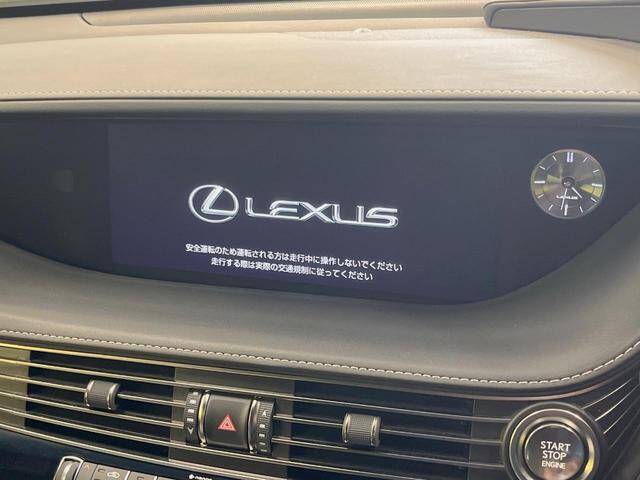 LEXUS
安全運転のため運転される方は走行中に操作しないでください
走行する際は実際の交通規制に従ってください
LEXUS
START
STOP
ENGINE